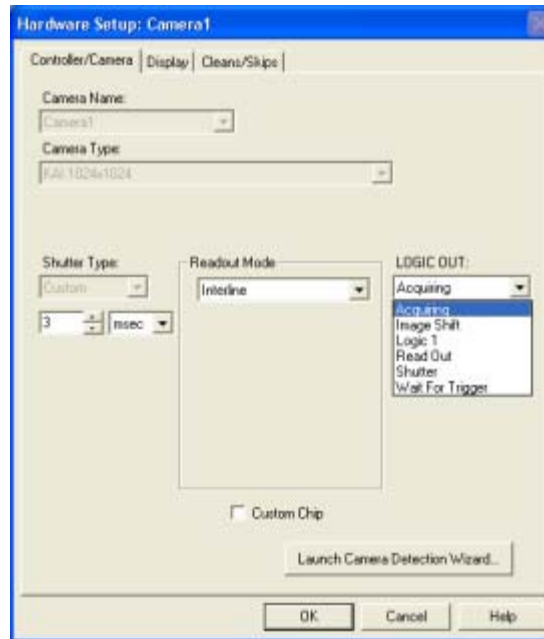 Hardware Setup: Camera1
Controller/Camera Display Cleans/Skips
Camera Name:
Camera1
Camera Type:
KAI 1024x1024
Shutter Type:
Readout Mode
LOGIC OUT:
Custom
Interline
Acquiring
3 msec
Acquiring
Image Shift
Logic 1
Read Out
Shutter
Wait For Trigger
Custom Chip
Launch Camera Detection Wizard...
OK Cancel Help